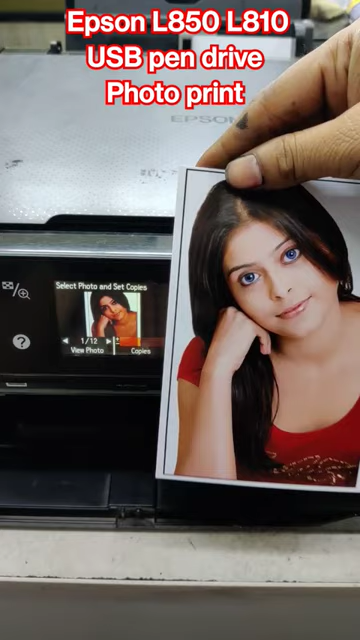 Epson L850 L810
USB pen drive
Photo print
EPSON
Select Photo and Set Copies
1/12
View Photo
Copies
?